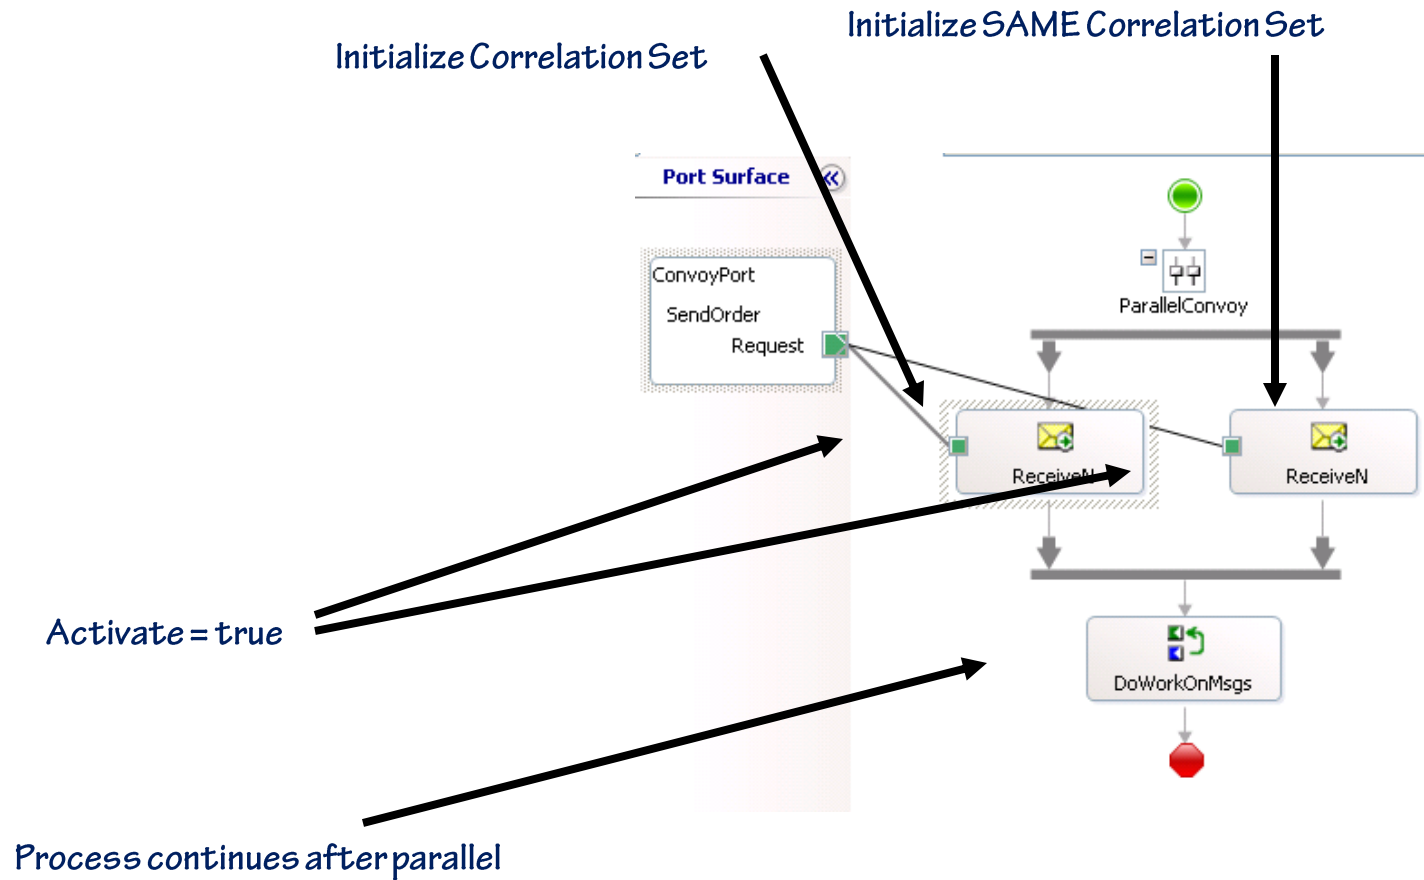 Initialize SAME Correlation Set
Initialize Correlation Set
Port Surface
ConvoyPort
SendOrder
Request
ParallelConvoy
ReceiveN
ReceiveN
Activate = true
DoWorkOnMsgs
Process continues after parallel